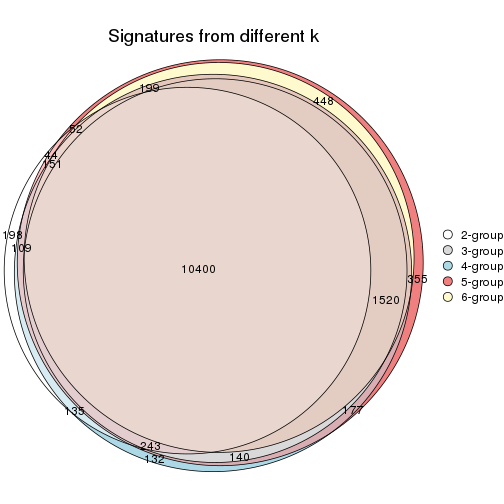 Signatures from different k
199
448
52
44
151
198
109
10400
355
1520
135
177
243
132
140
2-group
3-group
4-group
5-group
6-group